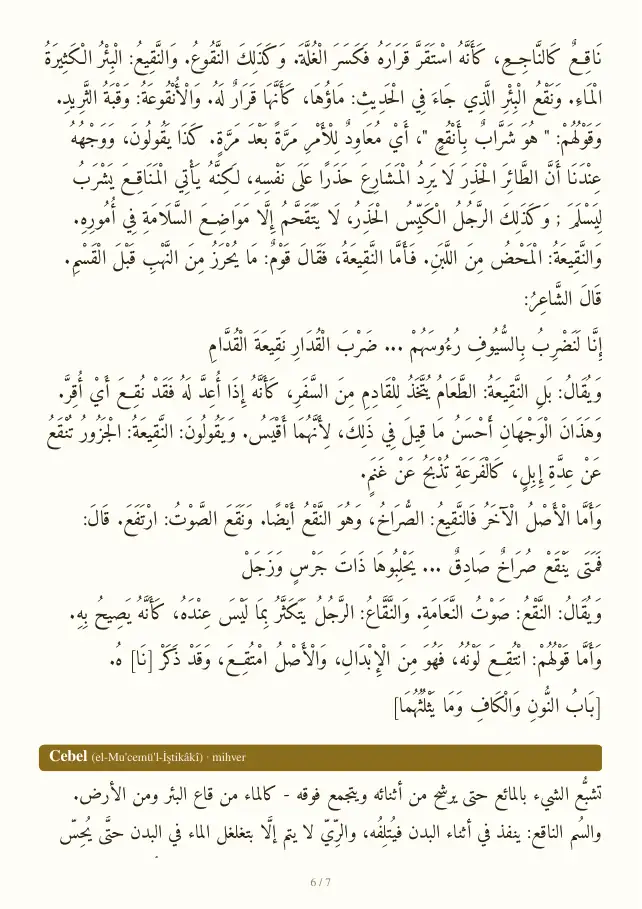 نَاقِعٌ كَالنَّاجِعِ، كَأَنَّهُ اسْتَقَرَّ قَرَارَهُ فَكَسَرَ الْغُلَّةَ. وَكَذَلِكَ النَّقُوعُ. وَالنَّقِيعُ: الْبِئْرُ الْكَثِيرَةُ
الْمَاءِ. وَنَقْعُ الْبِئْرِ الَّذِي جَاءَ فِي الْحَدِيثِ: مَاؤُهَا، كَأَنَّهَا قَرَارٌ لَهُ. وَالْأُنْقُوعَةُ: وَقْبَةُ الثَّرِيدِ.
وَقَوْلُهُمْ: " هُوَ شَرَّابٌ بِأَنْقُعٍ "، أَيْ مُعَاوِدٌ لِلْأَمْرِ مَرَّةً بَعْدَ مَرَّةٍ. كَذَا يَقُولُونَ، وَوَجْهُهُ
عِنْدَنَا أَنَّ الطَّائِرَ الْحَذِرَ لَا يَرِدُ الْمَشَارِعَ حَذَرًا عَلَى نَفْسِهِ، لَكِنَّهُ يَأْتِي الْمَنَاقِعَ يَشْرَبُ
لِيَسْلَمَ ; وَكَذَلِكَ الرَّجُلُ الْكَيِّسُ الْحَذِرُ، لَا يَتَقَحَّمُ إِلَّا مَوَاضِعَ السَّلَامَةِ فِي أُمُورِهِ.
وَالنَّقِيعَةُ: الْمَحْضُ مِنَ اللَّبَنِ. فَأَمَّا النَّقِيعَةُ، فَقَالَ قَوْمٌ: مَا يُحْرَزُ مِنَ النَّهْبِ قَبْلَ الْقَسْمِ.
قَالَ الشَّاعِرُ:
إِنَّا لَنَضْرِبُ بِالسُّيُوفِ رُءُوسَهُمْ ... ضَرْبَ الْقُدَارِ نَقِيعَةَ الْقُدَّامِ
وَيُقَالُ: بَلِ النَّقِيعَةُ: الطَّعَامُ يُتَّخَذُ لِلْقَادِمِ مِنَ السَّفَرِ، كَأَنَّهُ إِذَا أُعِدَّ لَهُ فَقَدْ نُقِعَ أَيْ أُقِرَّ.
وَهَذَانِ الْوَجْهَانِ أَحْسَنُ مَا قِيلَ فِي ذَلِكَ، لِأَنَّهُمَا أَقْيَسُ. وَيَقُولُونَ: النَّقِيعَةُ: الْجَزُورُ تُنْقَعُ
عَنْ عِدَّةِ إِبِلٍ، كَالْفَرَعَةِ تُذْبَحُ عَنْ غَنَمٍ.
وَأَمَّا الْأَصْلُ الْآخَرُ فَالنَّقِيعُ: الصُّرَاخُ، وَهُوَ النَّقْعُ أَيْضًا. وَنَقَعَ الصَّوْتُ: ارْتَفَعَ. قَالَ:
فَمَتَى يَنْقَعْ صُرَاخٌ صَادِقٌ ... يَحْلِبُوهَا ذَاتَ جَرْسٍ وَزَجَلْ
وَيُقَالُ: النَّقْعُ: صَوْتُ النَّعَامَةِ. وَالنَّقَّاعُ: الرَّجُلُ يَتَكَثَّرُ بِمَا لَيْسَ عِنْدَهُ، كَأَنَّهُ يَصِيحُ بِهِ.
وَأَمَّا قَوْلُهُمْ: انْتُقِعَ لَوْنُهُ، فَهُوَ مِنَ الْإِبْدَالِ، وَالْأَصْلُ امْتُقِعَ، وَقَدْ ذُكِرَ [نَا] هُ.
[بَابُ النُّونِ وَالْكَافِ وَمَا يَثْلُثُهُمَا]
Cebel (el-Mu'cemü'l-İştikâkî) · mihver
تشبُّع الشيء بالمائع حتى يرشح من أثنائه ويتجمع فوقه - كالماء من قاع البئر ومن الأرض.
والسُم الناقع: ينفذ في أثناء البدن فيُتلِفُه، والرِّيّ لا يتم إلَّا بتغلغل الماء في البدن حتَّى يُحِسّ
6 / 7